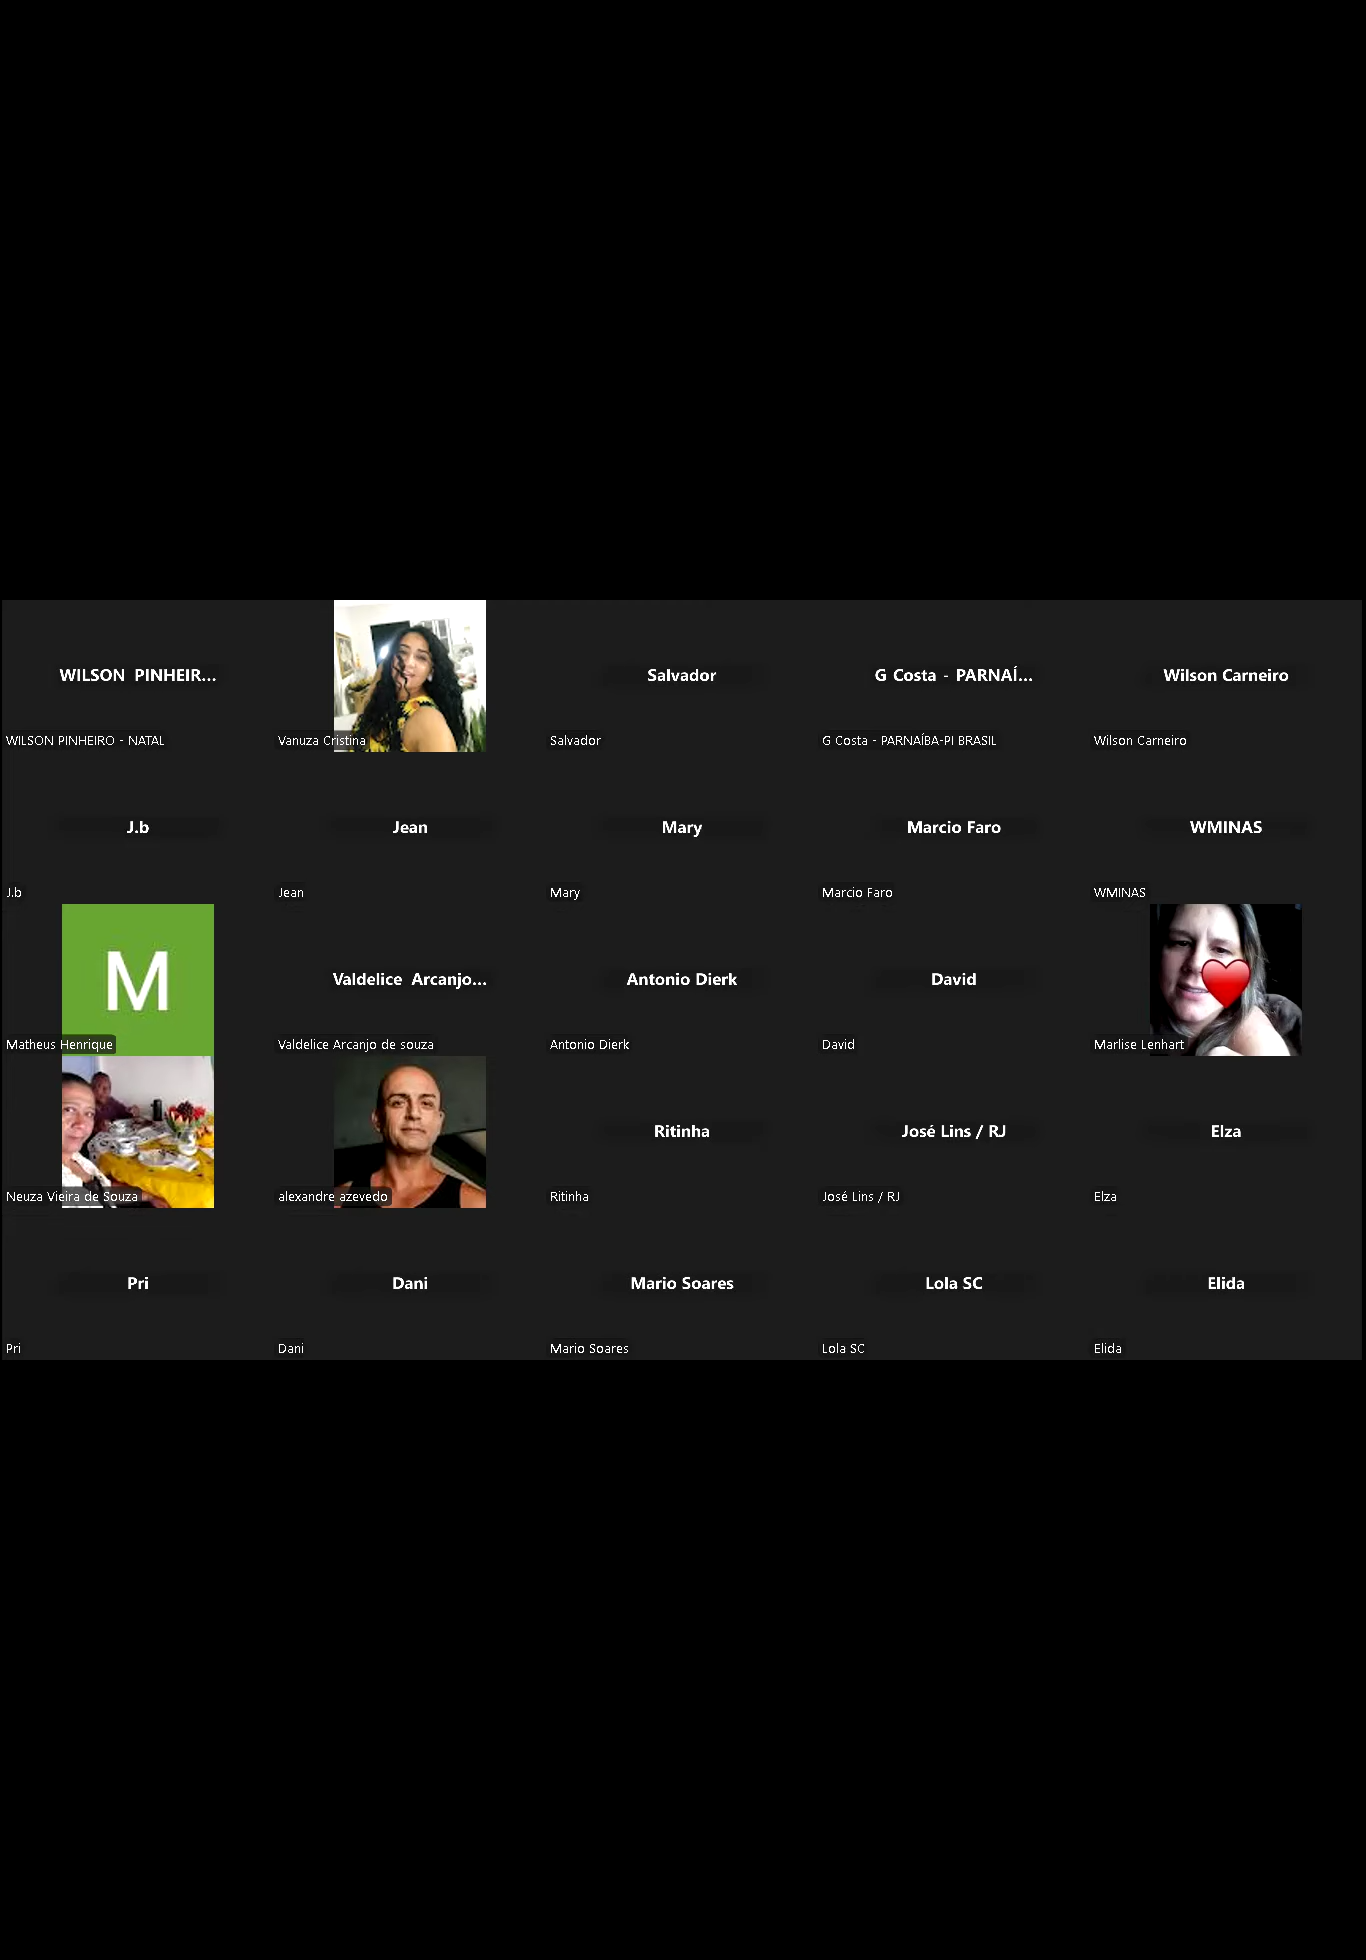 WILSON PINHEIR...
WILSON PINHEIRO - NATAL
Vanuza Cristina
Salvador
Salvador
G Costa - PARNAÍ...
G Costa - PARNAÍBA-PI BRASIL
Wilson Carneiro
Wilson Carneiro
J.b
J.b
Jean
Jean
Mary
Mary
Marcio Faro
Marcio Faro
WMINAS
WMINAS
M
Matheus Henrique
Valdelice Arcanjo...
Valdelice Arcanjo de souza
Antonio Dierk
Antonio Dierk
David
David
Marlise Lenhart
Neuza Vieira de Souza
alexandre azevedo
Ritinha
Ritinha
José Lins / RJ
José Lins / RJ
Elza
Elza
Pri
Pri
Dani
Dani
Mario Soares
Mario Soares
Lola SC
Lola SC
Elida
Elida